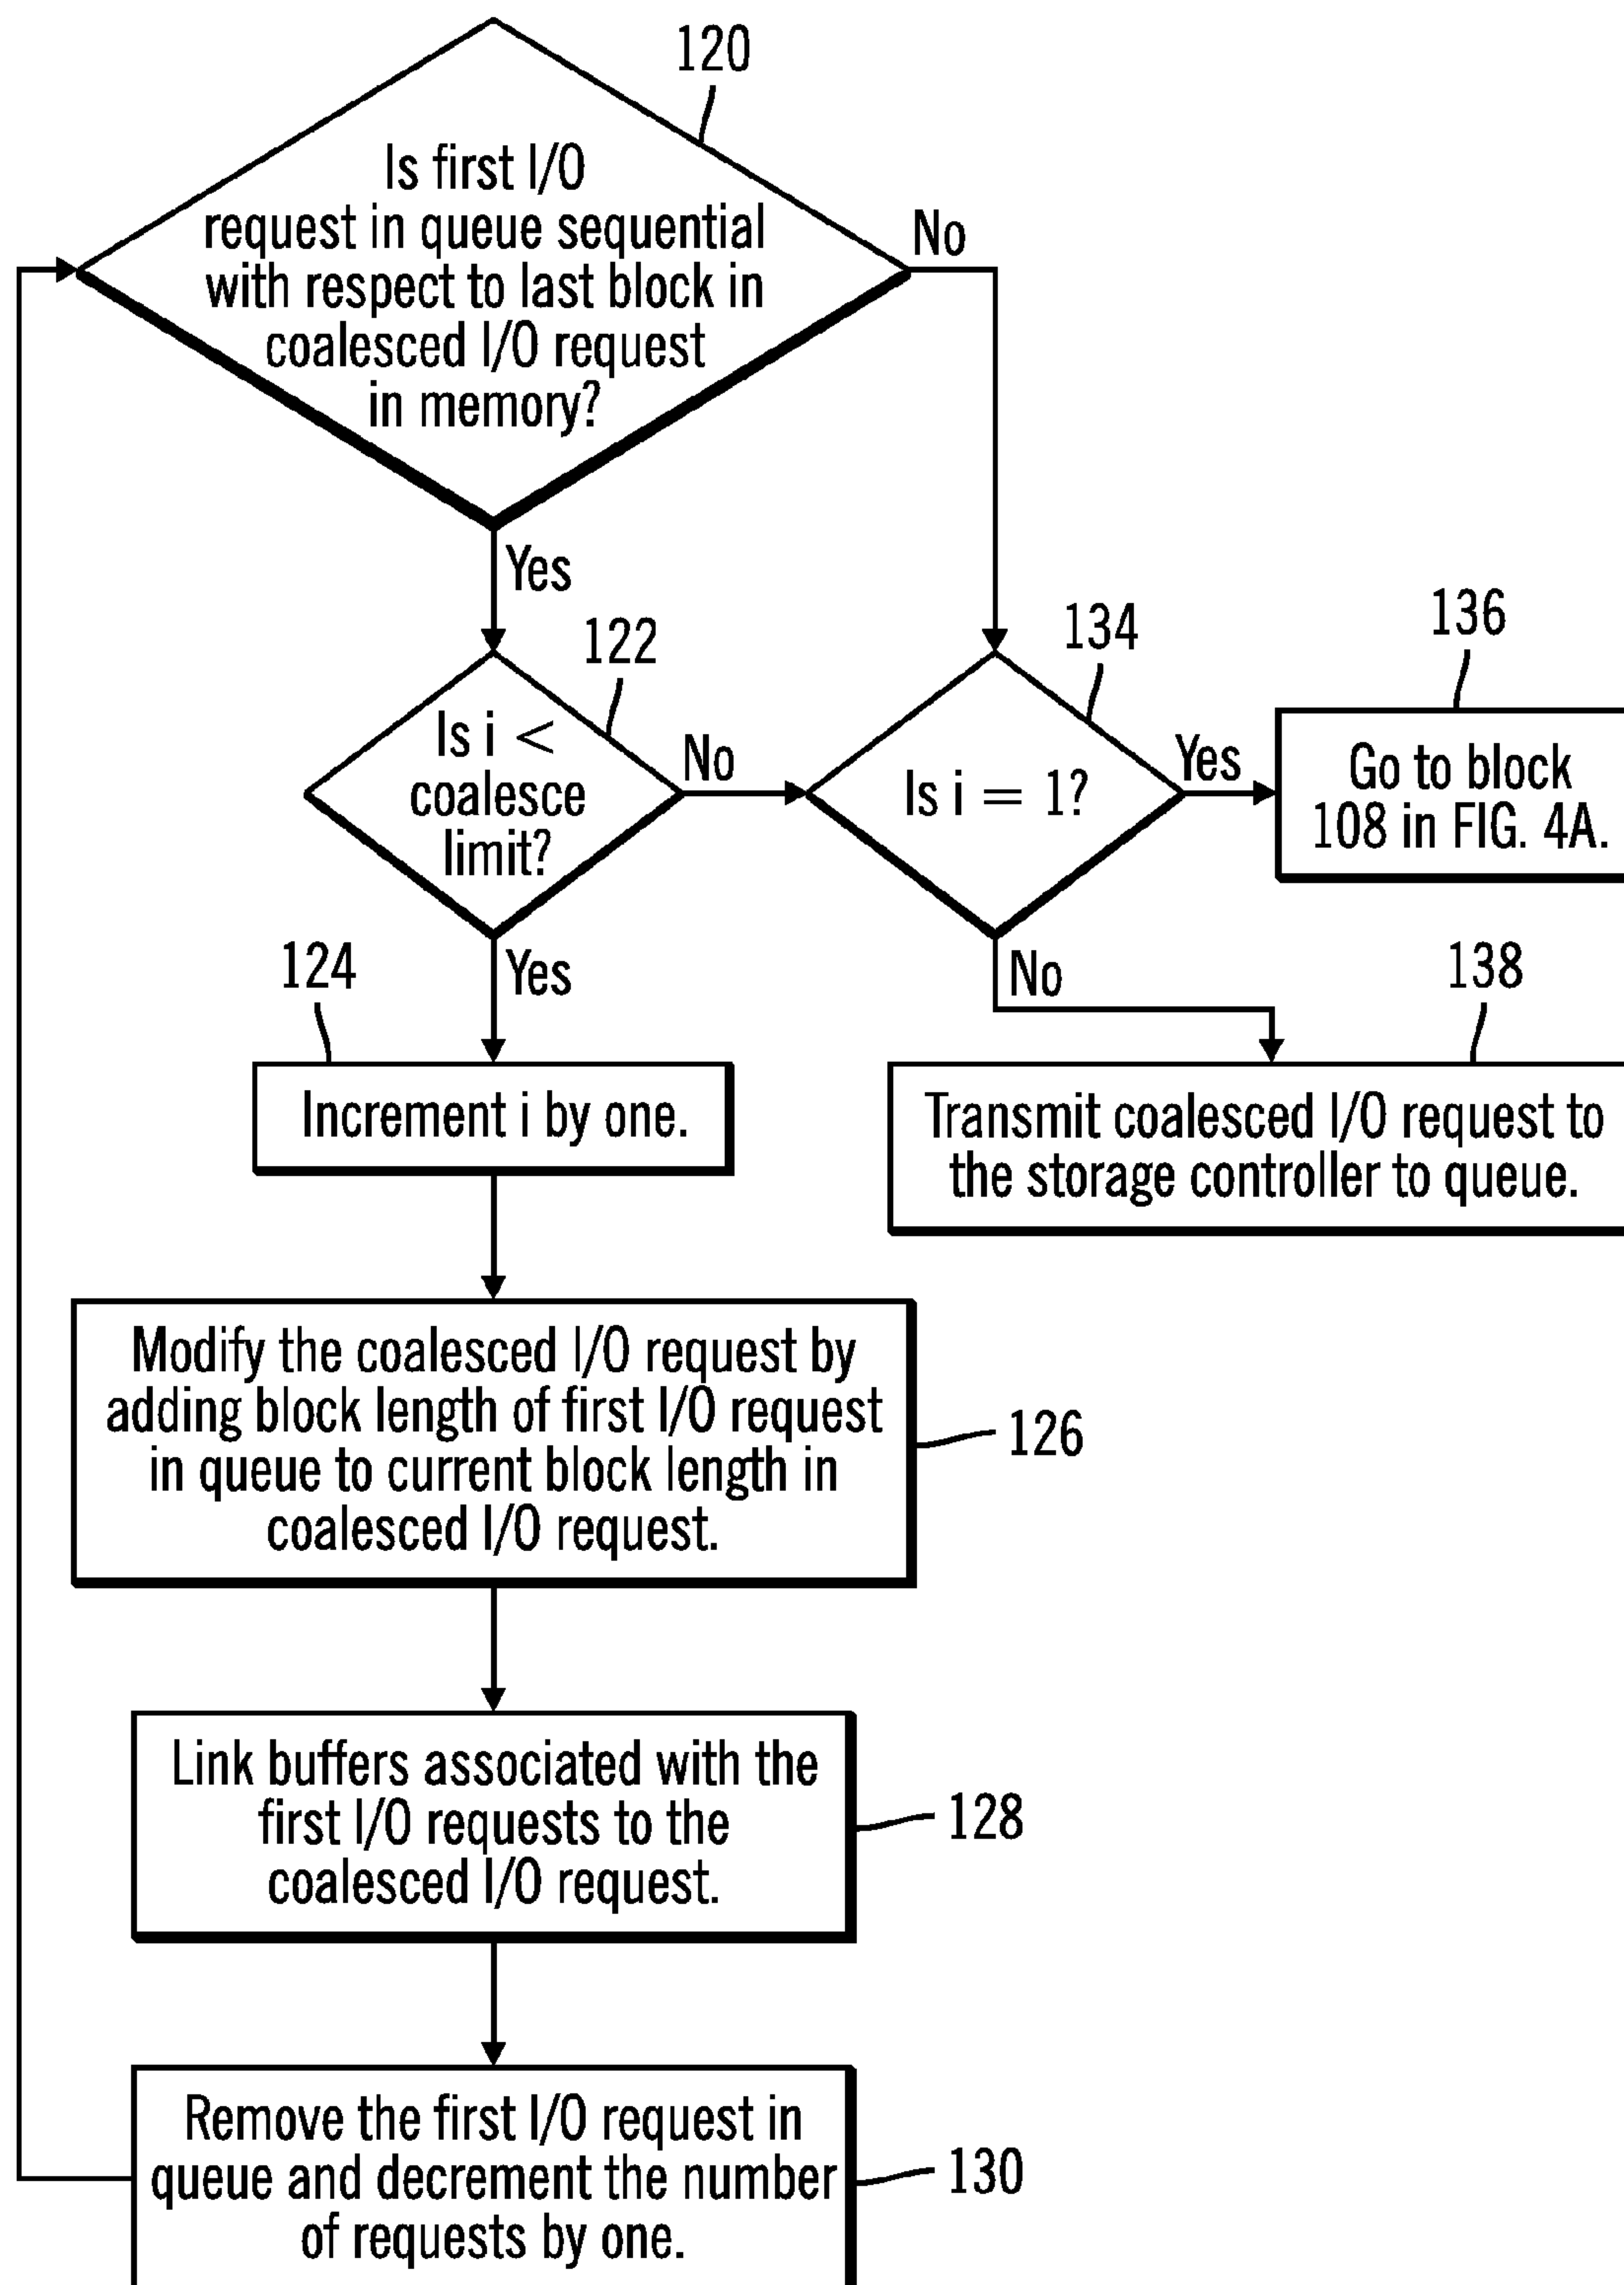 120
Is first I/O
request in queue sequential
with respect to last block in
coalesced I/O request
in memory?
No
Yes
122
Is i <
coalesce
limit?
No
134
Is i = 1?
Yes
136
Go to block
108 in FIG. 4A.
Yes
124
Increment i by one.
No
138
Transmit coalesced I/O request to
the storage controller to queue.
Modify the coalesced I/O request by
adding block length of first I/O request
in queue to current block length in
coalesced I/O request.
126
Link buffers associated with the
first I/O requests to the
coalesced I/O request.
128
Remove the first I/O request in
queue and decrement the number
of requests by one.
130